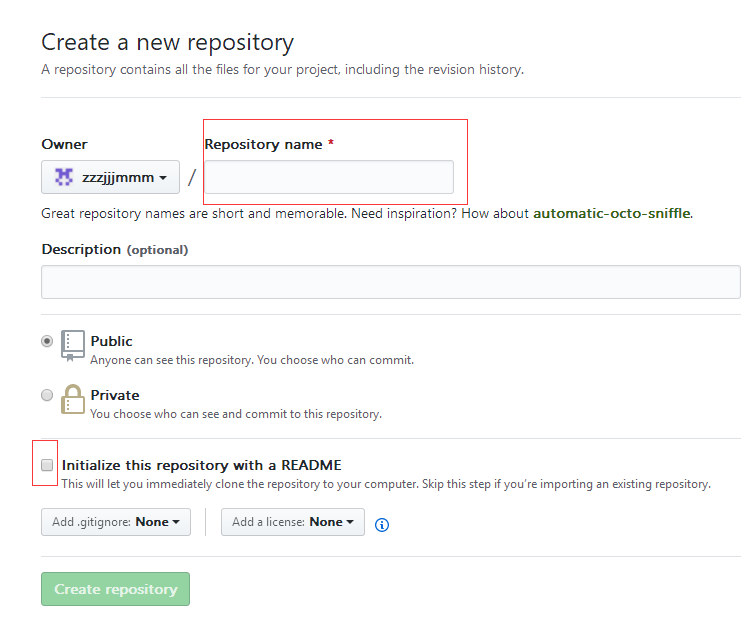 Create a new repository
A repository contains all the files for your project, including the revision history.
Owner
Repository name *
zzzjjjmmm
/
Great repository names are short and memorable. Need inspiration? How about automatic-octo-sniffle.
Description (optional)
Public
Anyone can see this repository. You choose who can commit.
Private
You choose who can see and commit to this repository.
Initialize this repository with a README
This will let you immediately clone the repository to your computer. Skip this step if you’re importing an existing repository.
Add .gitignore: None
Add a license: None
Create repository